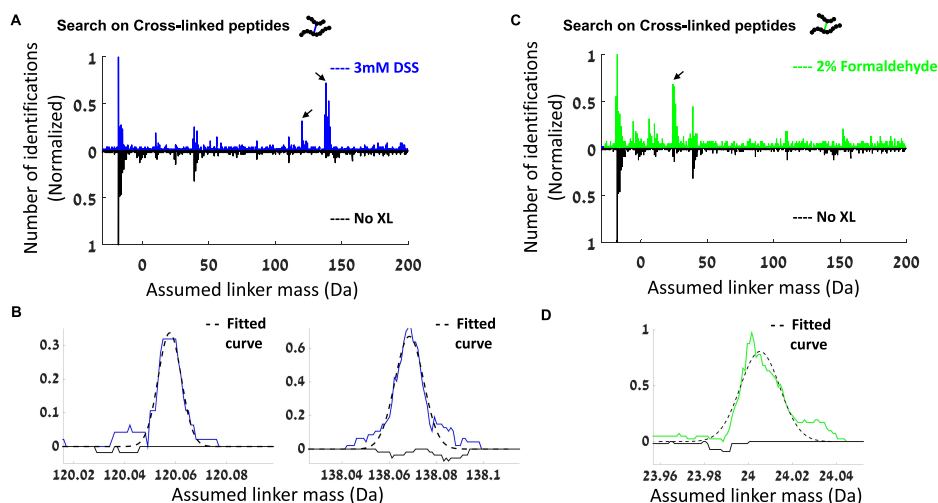 A
Search on Cross-linked peptides
---- 3mM DSS
Number of identifications
(Normalized)
1
0.5
0
0.5
1
---- No XL
0 50 100 150 200
Assumed linker mass (Da)
C
Search on Cross-linked peptides
---- 2% Formaldehyde
Number of identifications
(Normalized)
1
0.5
0
0.5
1
---- No XL
0 50 100 150 200
Assumed linker mass (Da)
B
--- Fitted
curve
0.3
0.2
0.1
0
120.02 120.04 120.06 120.08
Assumed linker mass (Da)
--- Fitted
curve
0.6
0.4
0.2
0
138.04 138.06 138.08 138.1
Assumed linker mass (Da)
D
--- Fitted
curve
1
0.5
0
23.96 23.98 24 24.02 24.04
Assumed linker mass (Da)